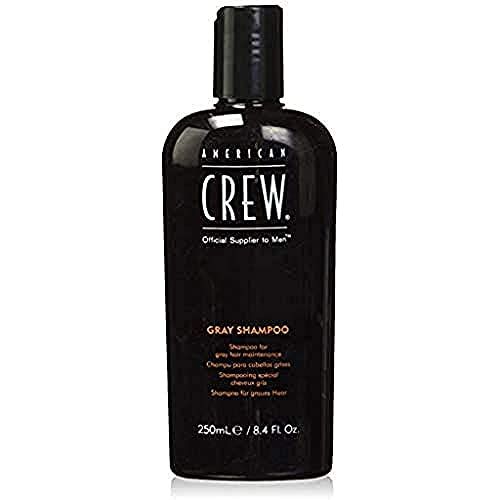 AMERICAN
CREW®
Official Supplier to Men™
GRAY SHAMPOO
Shampoo for
gray hair maintenance
Champú para cabellos grises
Shampooing spécial
cheveux gris
Shampoo für graues Haar
250mL℮ / 8.4 Fl. Oz.